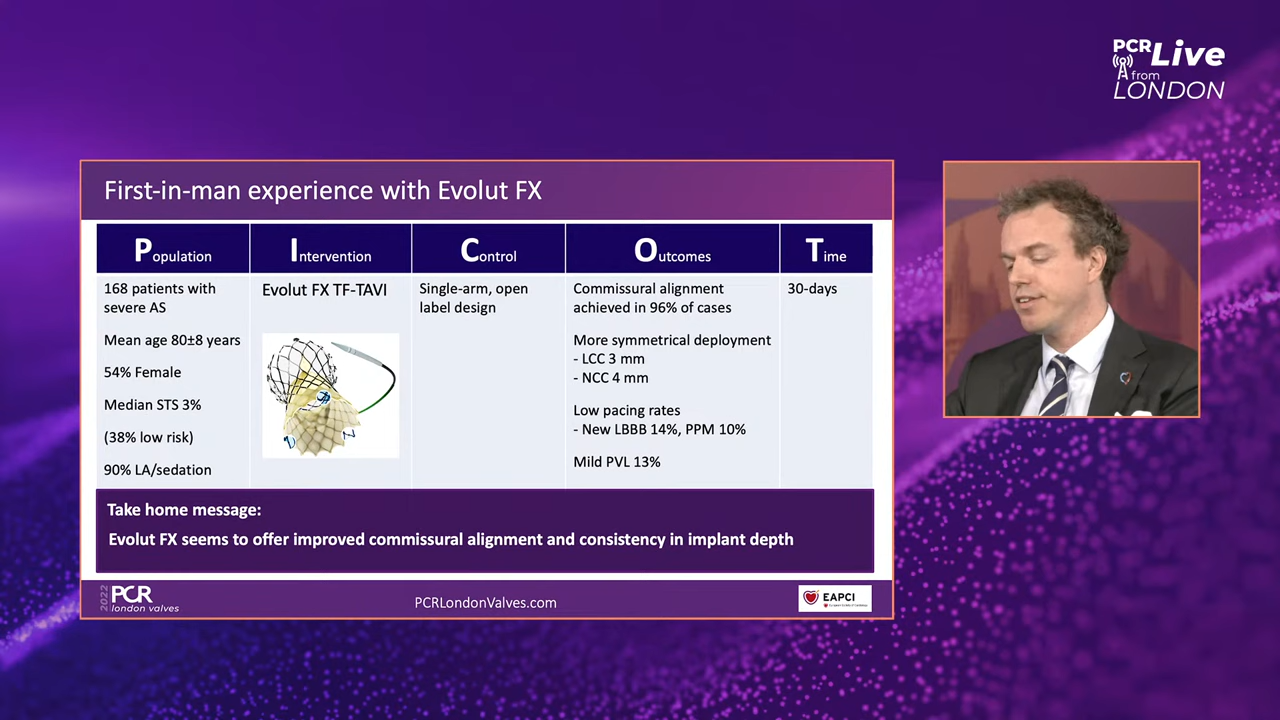 PCR Live
from
LONDON
First-in-man experience with Evolut FX
Population
Intervention
Control
Outcomes
Time
168 patients with
severe AS
Mean age 80±8 years
54% Female
Median STS 3%
(38% low risk)
90% LA/sedation
Evolut FX TF-TAVI
Single-arm, open
label design
Commissural alignment
achieved in 96% of cases
More symmetrical deployment
- LCC 3 mm
- NCC 4 mm
Low pacing rates
- New LBBB 14%, PPM 10%
Mild PVL 13%
30-days
Take home message:
Evolut FX seems to offer improved commissural alignment and consistency in implant depth
2022
PCR
london valves
PCRLondonValves.com
EAPCI